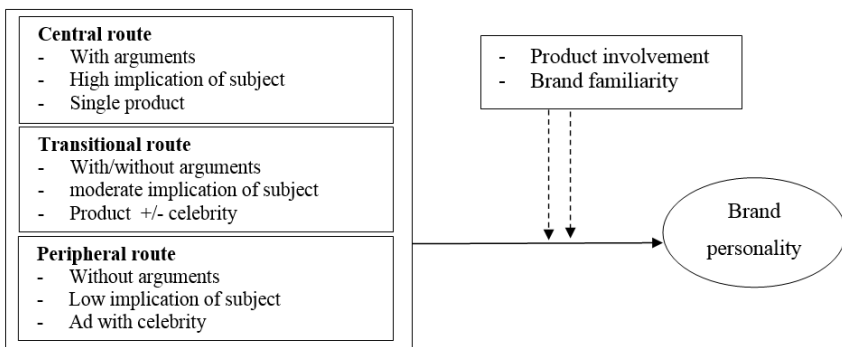 Central route
- With arguments
- High implication of subject
- Single product
Transitional route
- With/without arguments
- moderate implication of subject
- Product +/- celebrity
Peripheral route
- Without arguments
- Low implication of subject
- Ad with celebrity
- Product involvement
- Brand familiarity
Brand
personality